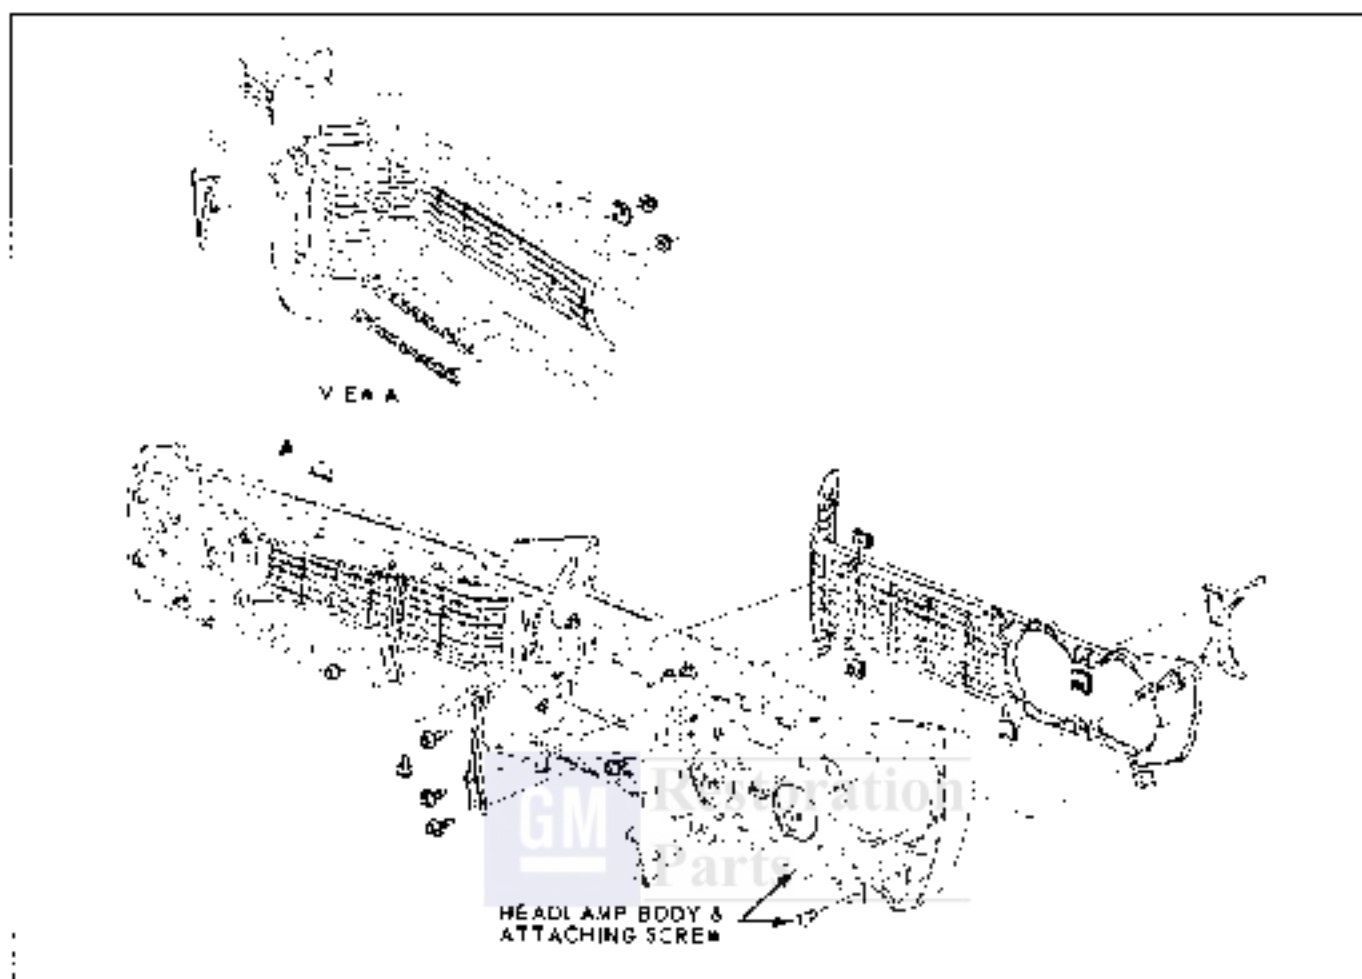 VIEW A
A
GM Restoration
Parts
HEADLAMP BODY &
ATTACHING SCREW